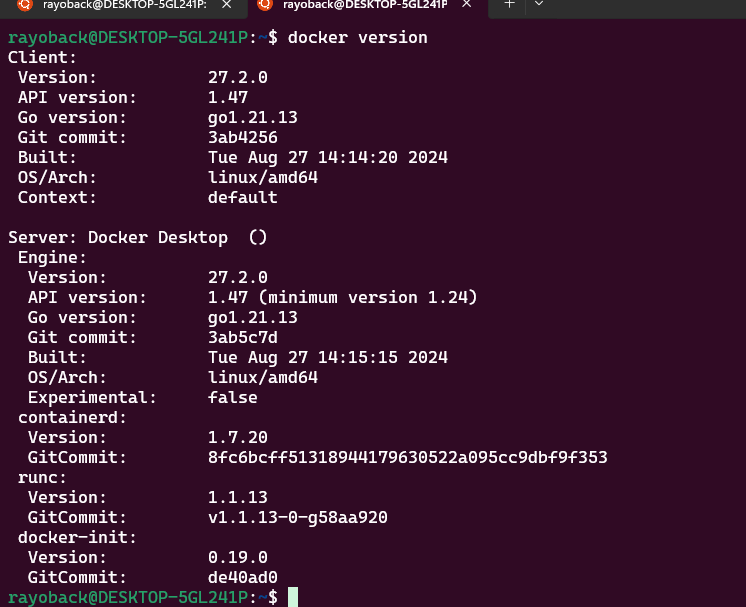 rayoback@DESKTOP-5GL241P: × rayoback@DESKTOP-5GL241P × +
rayoback@DESKTOP-5GL241P:~$ docker version
Client:
 Version:           27.2.0
 API version:       1.47
 Go version:        go1.21.13
 Git commit:        3ab4256
 Built:             Tue Aug 27 14:14:20 2024
 OS/Arch:           linux/amd64
 Context:           default

Server: Docker Desktop  ()
 Engine:
  Version:          27.2.0
  API version:      1.47 (minimum version 1.24)
  Go version:       go1.21.13
  Git commit:       3ab5c7d
  Built:            Tue Aug 27 14:15:15 2024
  OS/Arch:          linux/amd64
  Experimental:     false
 containerd:
  Version:          1.7.20
  GitCommit:        8fc6bcff51318944179630522a095cc9dbf9f353
 runc:
  Version:          1.1.13
  GitCommit:        v1.1.13-0-g58aa920
 docker-init:
  Version:          0.19.0
  GitCommit:        de40ad0
rayoback@DESKTOP-5GL241P:~$